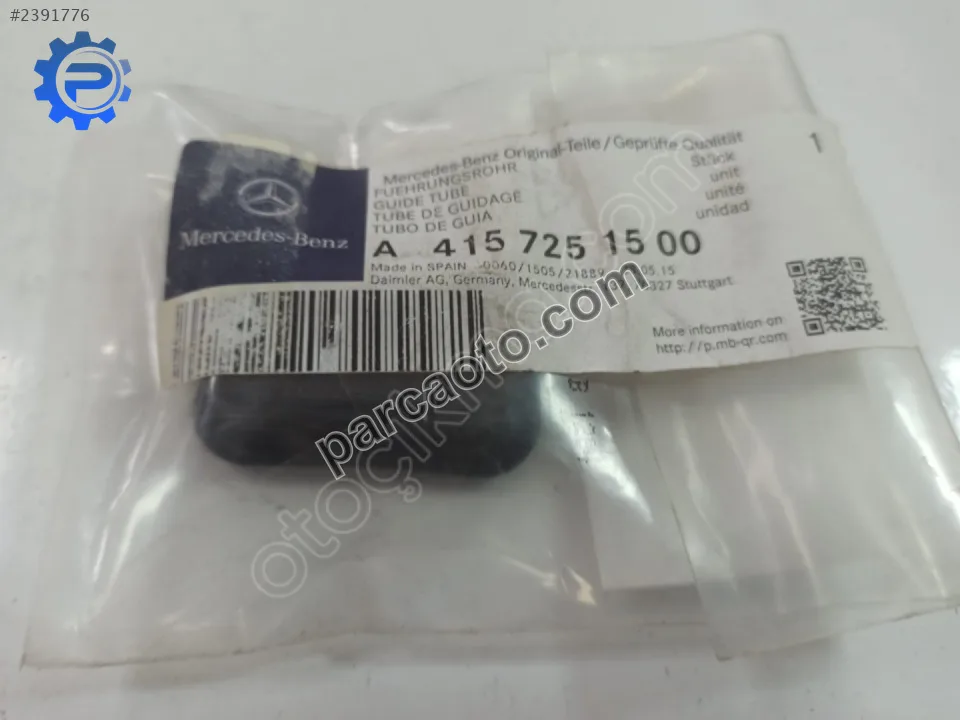 #2391776
P
Mercedes-Benz Original-Teile/Geprüfte Qualität
FUEHRUNGSROHR
GUIDE TUBE
TUBE DE GUIDAGE
TUBO DE GUIA
Stück
unit
unité
unidad
1
Mercedes-Benz
A 415 725 15 00
Made in SPAIN
Daimler AG, Germany, Stuttgart
More information on
http://p.mb-qr.com
parcaoto.com